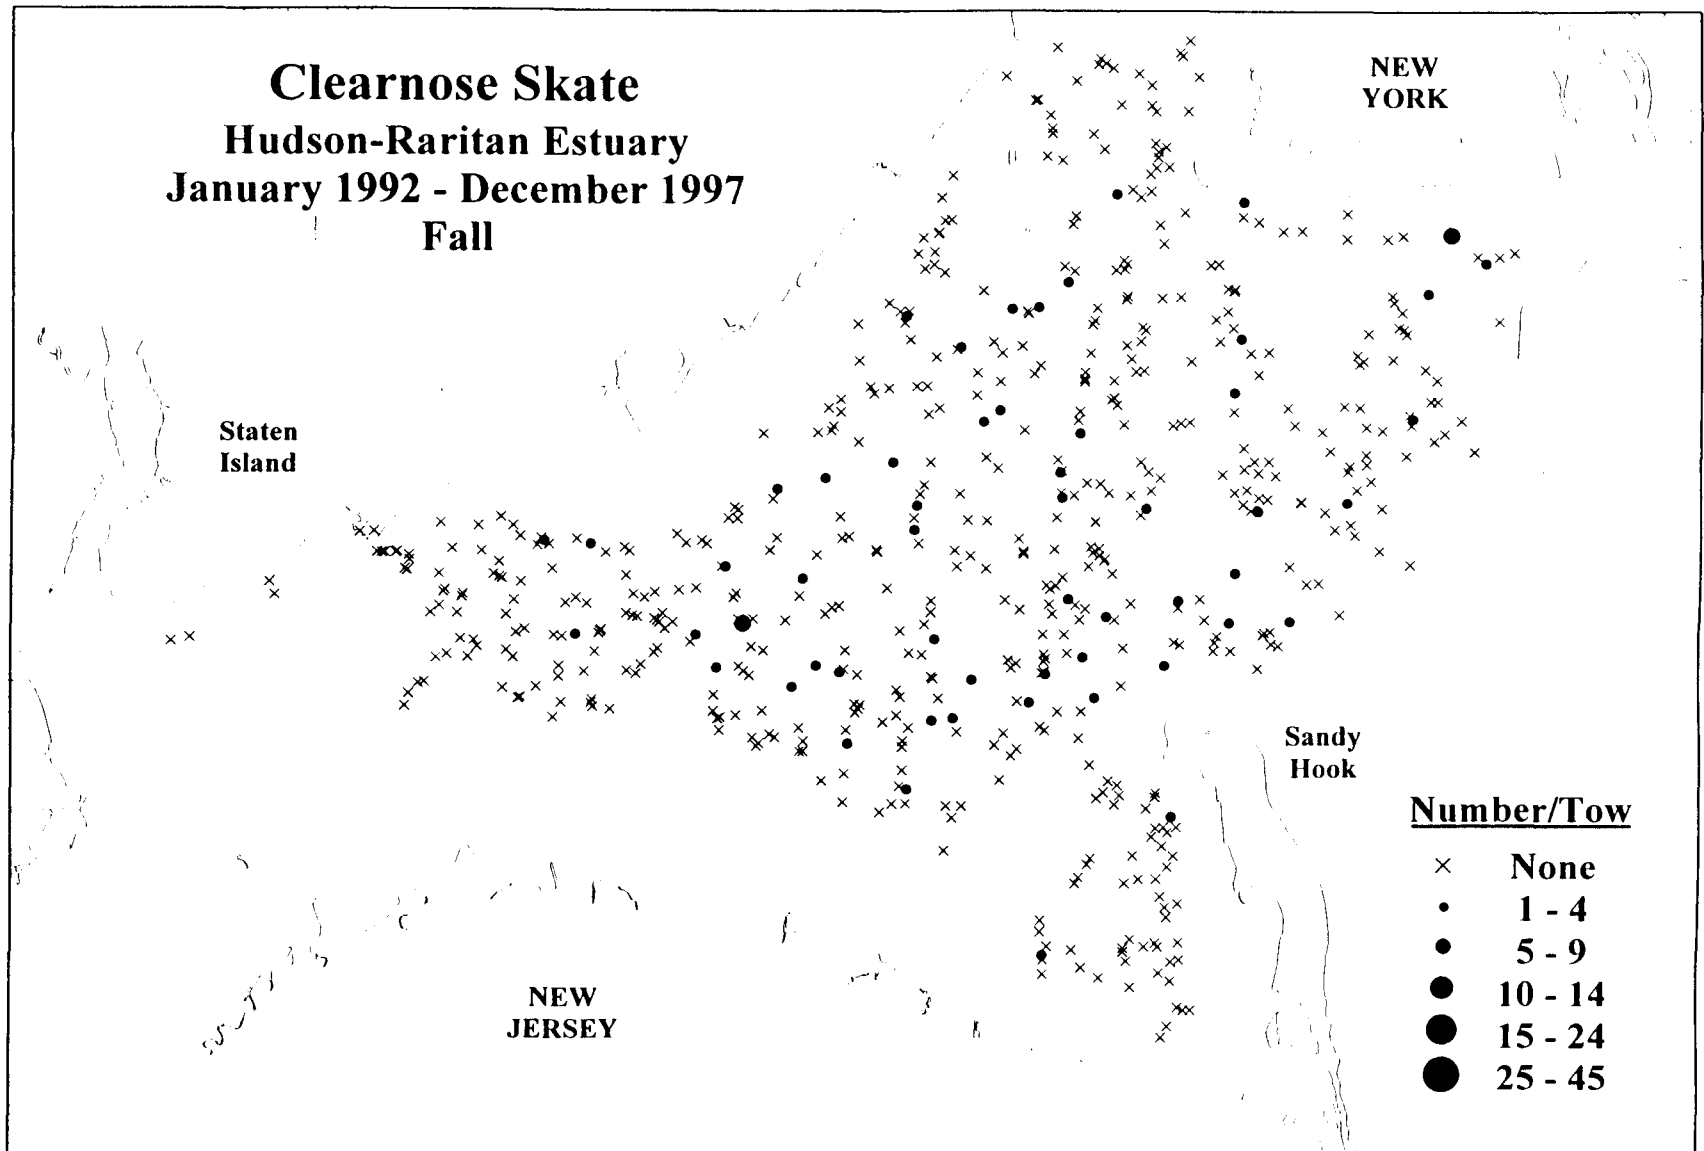 Clearnose Skate
Hudson-Raritan Estuary
January 1992 - December 1997
Fall
NEW
YORK
Staten
Island
Sandy
Hook
NEW
JERSEY
Number/Tow
None
1 - 4
5 - 9
10 - 14
15 - 24
25 - 45